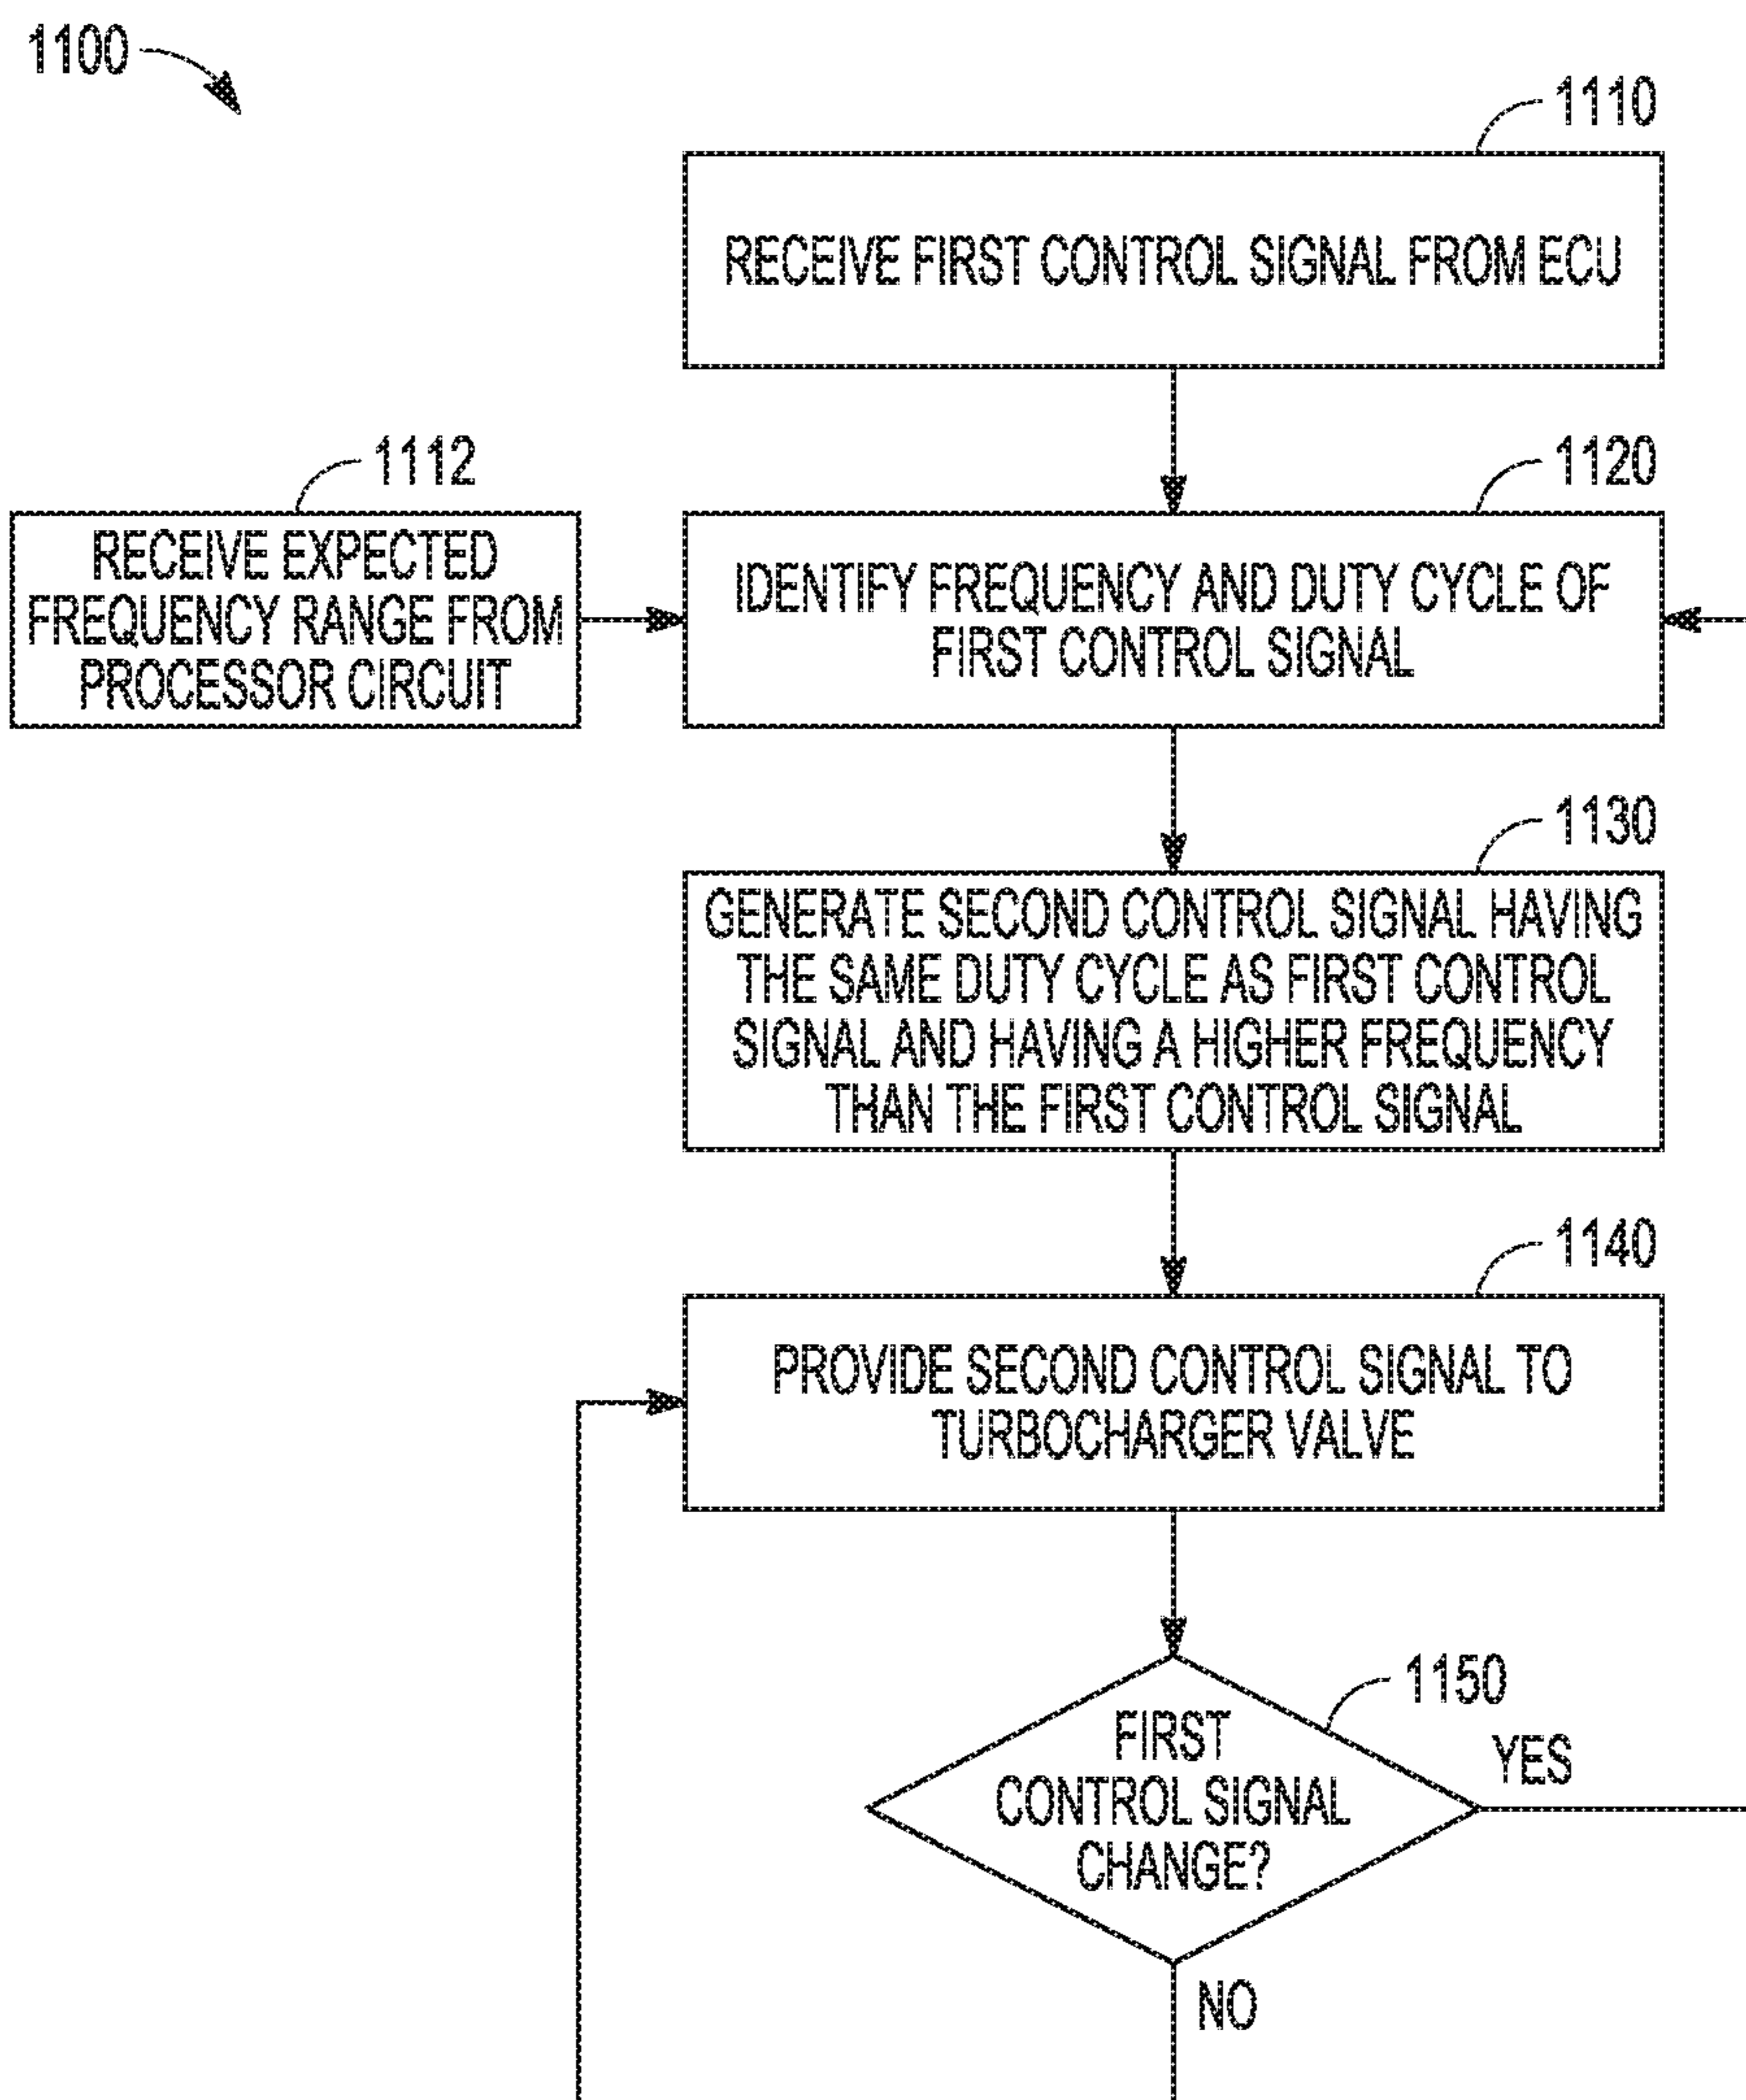 1100
1110
RECEIVE FIRST CONTROL SIGNAL FROM ECU
1112
RECEIVE EXPECTED
FREQUENCY RANGE FROM
PROCESSOR CIRCUIT
1120
IDENTIFY FREQUENCY AND DUTY CYCLE OF
FIRST CONTROL SIGNAL
1130
GENERATE SECOND CONTROL SIGNAL HAVING
THE SAME DUTY CYCLE AS FIRST CONTROL
SIGNAL AND HAVING A HIGHER FREQUENCY
THAN THE FIRST CONTROL SIGNAL
1140
PROVIDE SECOND CONTROL SIGNAL TO
TURBOCHARGER VALVE
1150
FIRST
CONTROL SIGNAL
CHANGE?
YES
NO